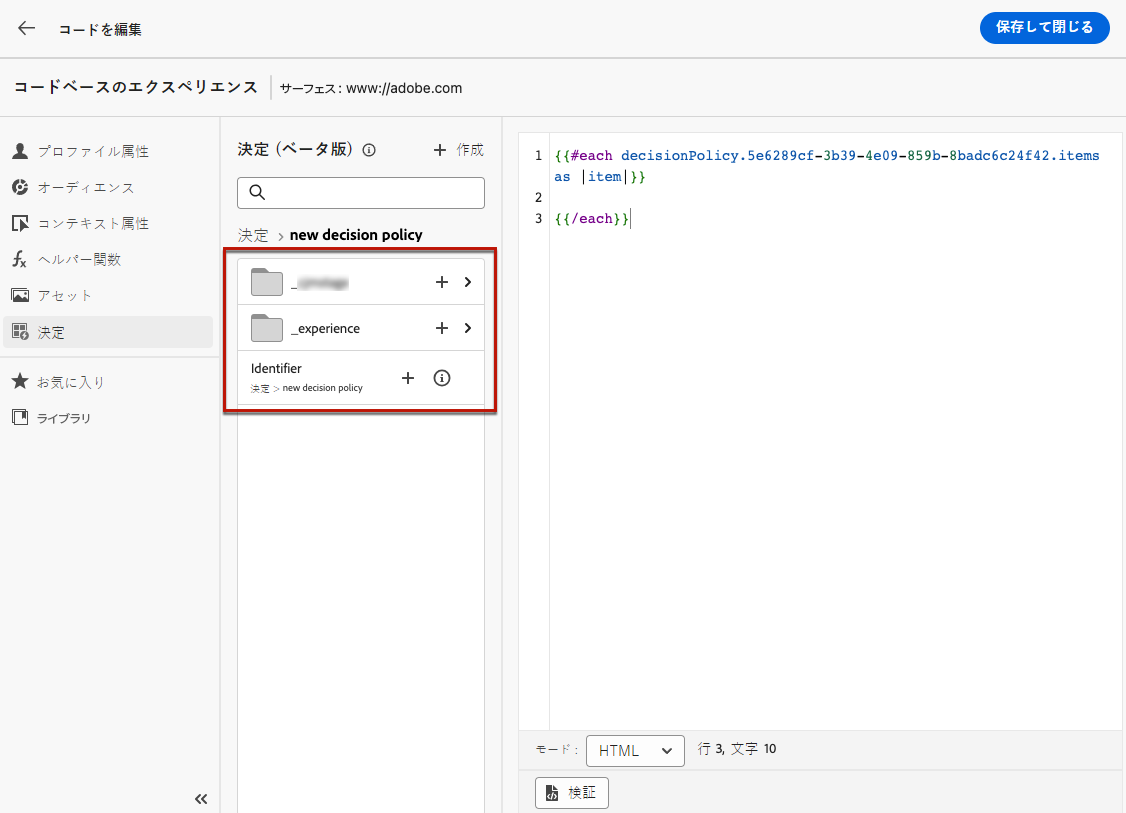 コードを編集
保存して閉じる
コードベースのエクスペリエンス
サーフェス: www://adobe.com
プロファイル属性
オーディエンス
コンテキスト属性
ヘルパー関数
アセット
決定
お気に入り
ライブラリ
決定 (ベータ版)
作成
決定 > new decision policy
_experience
Identifier
決定 > new decision policy
1 {{#each decisionPolicy.5e6289cf-3b39-4e09-859b-8badc6c24f42.items
as |item|}}
2
3 {{/each}}
モード:
HTML
行 3, 文字 10
検証